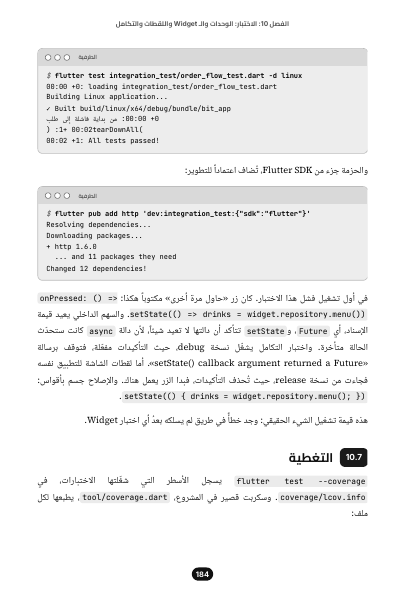 الفصل 10: الاختبار: الوحدات والـ Widget واللقطات والتكامل
الطرفية
$ flutter test integration_test/order_flow_test.dart -d linux
00:00 +0: loading integration_test/order_flow_test.dart
Building Linux application...
✓ Built build/linux/x64/debug/bundle/bit_app
00:00 +0: من بداية فاشلة إلى طلب
) :1+ 00:02tearDownAll(
00:02 +1: All tests passed!
والحزمة جزء من Flutter SDK، تُضاف اعتماداً للتطوير:
الطرفية
$ flutter pub add http 'dev:integration_test:{"sdk":"flutter"}'
Resolving dependencies...
Downloading packages...
+ http 1.6.0
... and 11 packages they need
Changed 12 dependencies!
في أول تشغيل فشل هذا الاختبار. كان زر «حاول مرة أخرى» مكتوباً هكذا: onPressed: () =>
setState(() => drinks = widget.repository.menu()). والسهم الداخلي يعيد قيمة
الإسناد، أي Future، و setState تتأكد أن دالتها لا تعيد شيئاً، لأن دالة async كانت ستحدّث
الحالة متأخرة. واختبار التكامل يشغّل نسخة debug، حيث التأكيدات مفعّلة، فتوقف برسالة
«setState() callback argument returned a Future». أما لقطات الشاشة للتطبيق نفسه
فجاءت من نسخة release، حيث تُحذف التأكيدات، فبدا الزر يعمل هناك. والإصلاح جسم بأقواس:
setState(() { drinks = widget.repository.menu(); }).
هذه قيمة تشغيل الشيء الحقيقي: وجد خطأً في طريق لم يسلكه بعدُ أي اختبار Widget.
10.7 التغطية
flutter test --coverage يسجل الأسطر التي شغّلتها الاختبارات، في
coverage/lcov.info. وسكربت قصير في المشروع، tool/coverage.dart، يطبعها لكل
ملف:
184